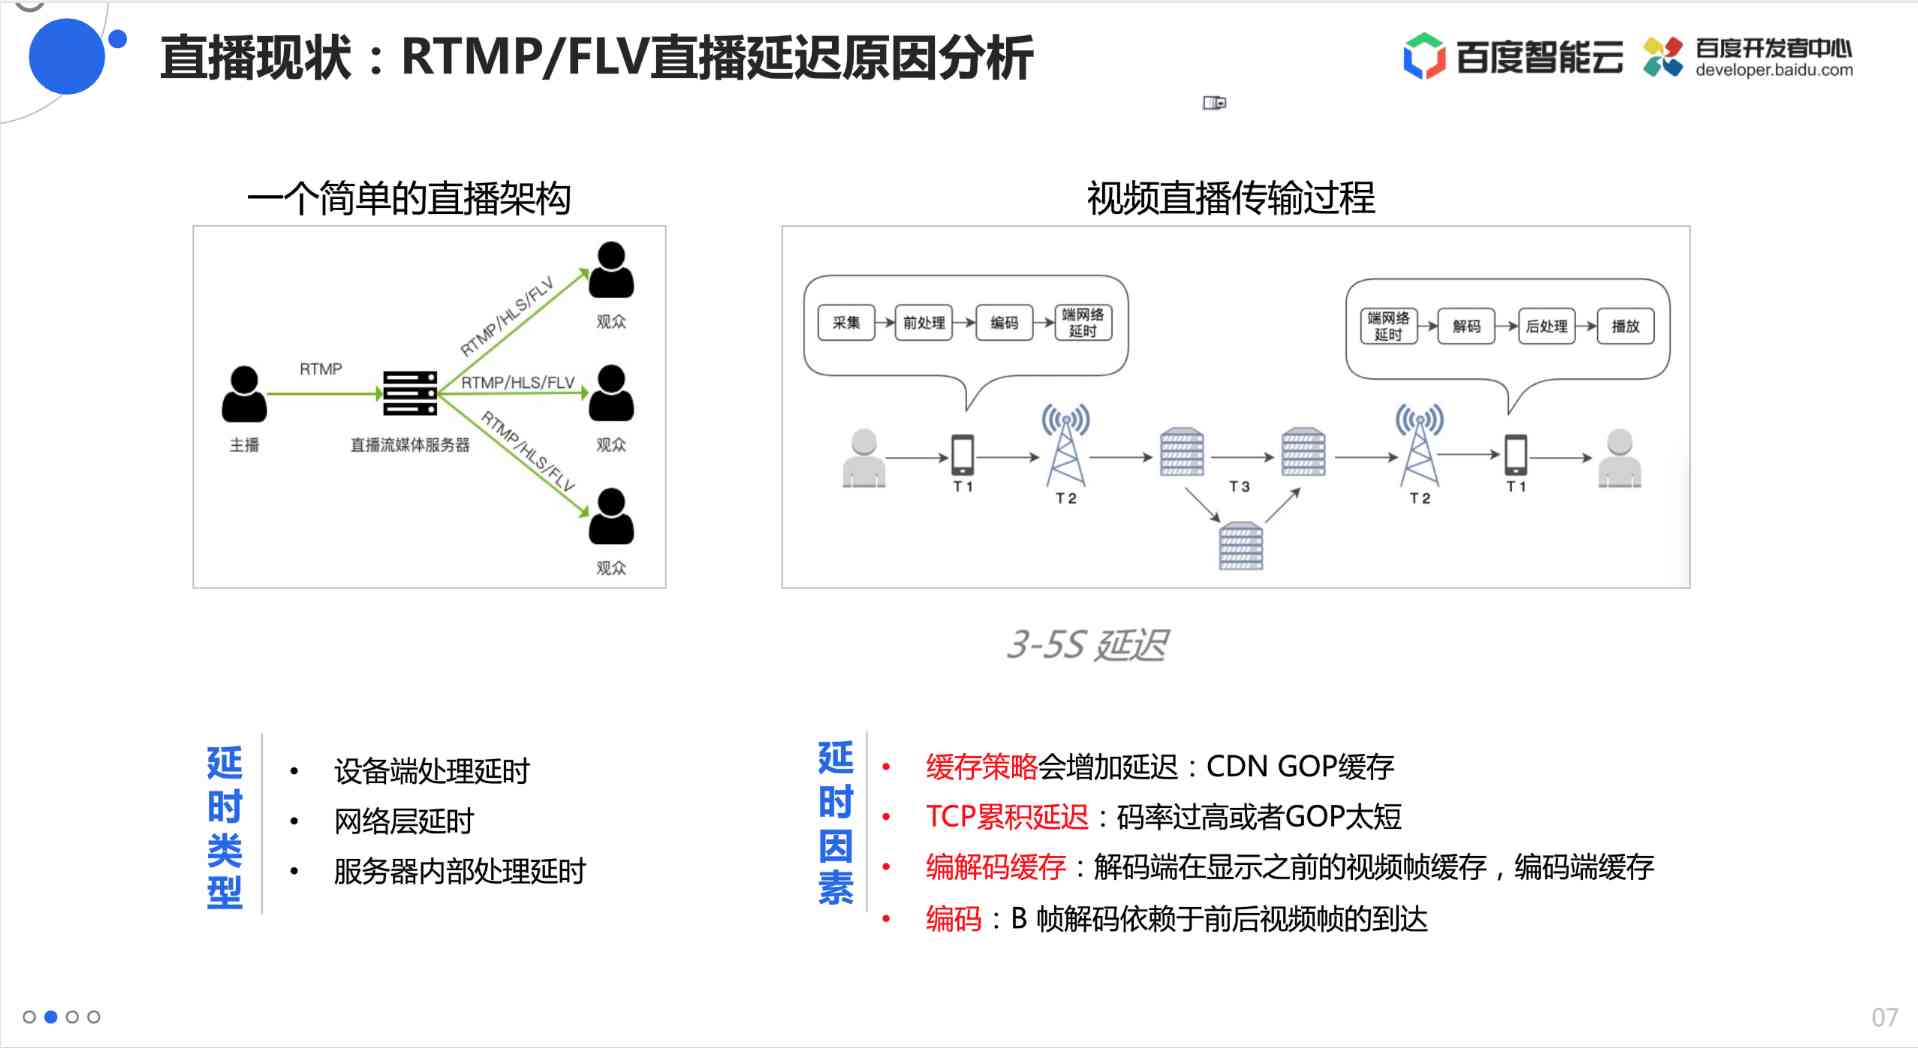 直播现状：RTMP/FLV直播延迟原因分析
百度智能云
百度开发者中心
developer.baidu.com
一个简单的直播架构
RTMP
RTMP/HLS/FLV
RTMP/HLS/FLV
RTMP/HLS/FLV
主播
直播流媒体服务器
观众
观众
观众
视频直播传输过程
采集
前处理
编码
端网络
延时
端网络
延时
解码
后处理
播放
T1
T2
T3
T2
T1
3-5S 延迟
延时类型
• 设备端处理延时
• 网络层延时
• 服务器内部处理延时
延时因素
• 缓存策略会增加延迟：CDN GOP缓存
• TCP累积延迟：码率过高或者GOP太短
• 编解码缓存：解码端在显示之前的视频帧缓存，编码端缓存
• 编码：B 帧解码依赖于前后视频帧的到达
07